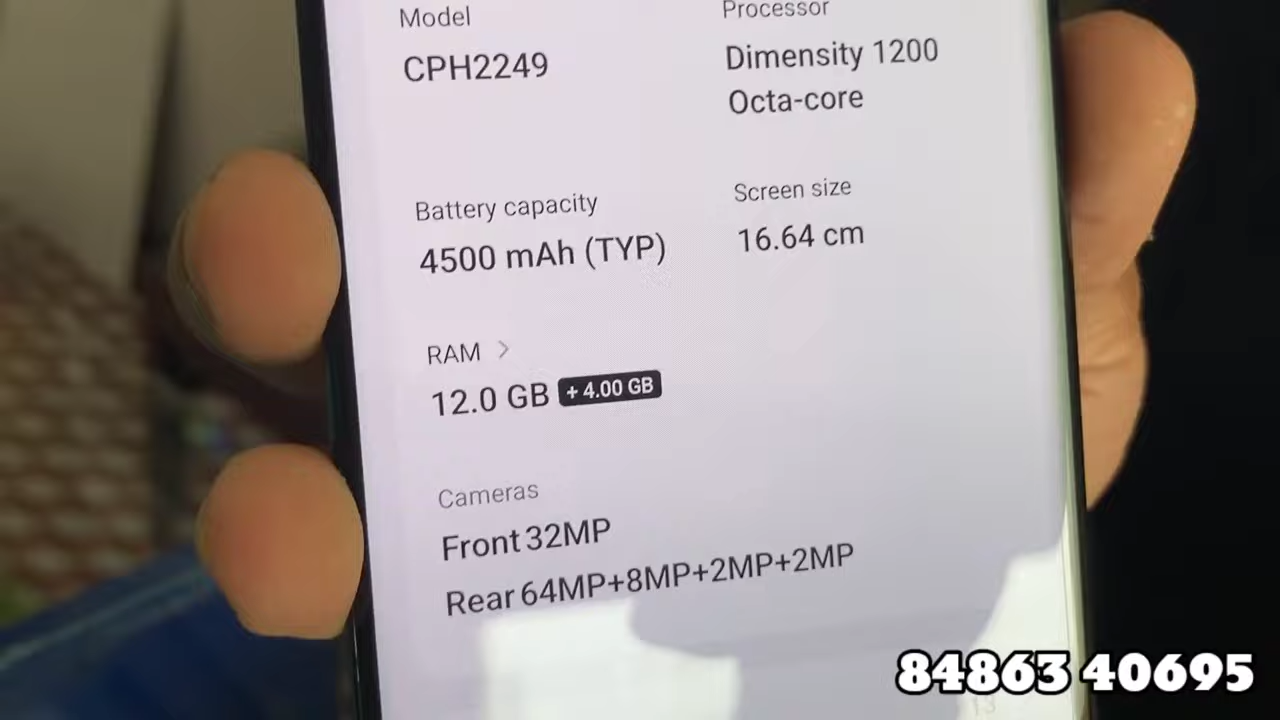 Model
CPH2249
Processor
Dimensity 1200
Octa-core
Battery capacity
4500 mAh (TYP)
Screen size
16.64 cm
RAM >
12.0 GB + 4.00 GB
Cameras
Front 32MP
Rear 64MP+8MP+2MP+2MP
84863 40695